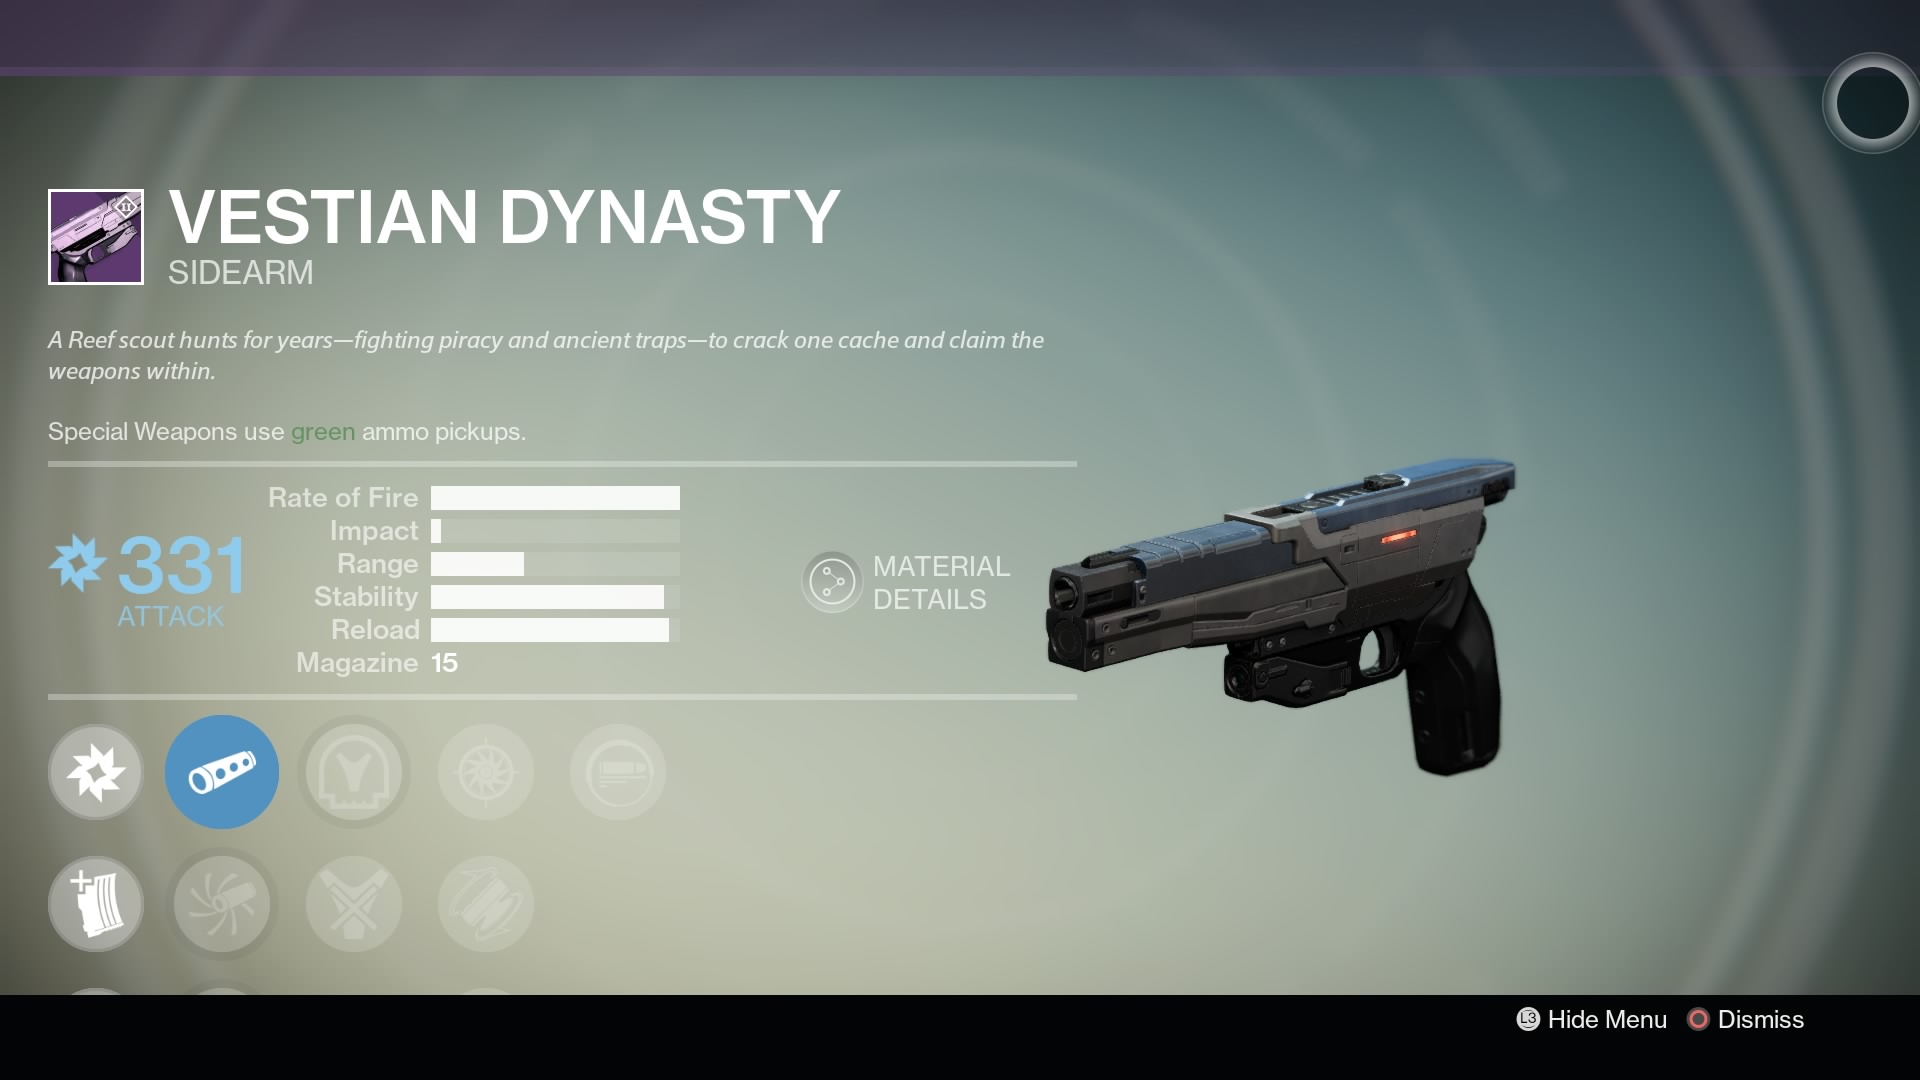 VESTIAN DYNASTY
SIDEARM
A Reef scout hunts for years—fighting piracy and ancient traps—to crack one cache and claim the
weapons within.
Special Weapons use green ammo pickups.
331
ATTACK
Rate of Fire
Impact
Range
Stability
Reload
Magazine 15
MATERIAL
DETAILS
L3 Hide Menu Dismiss